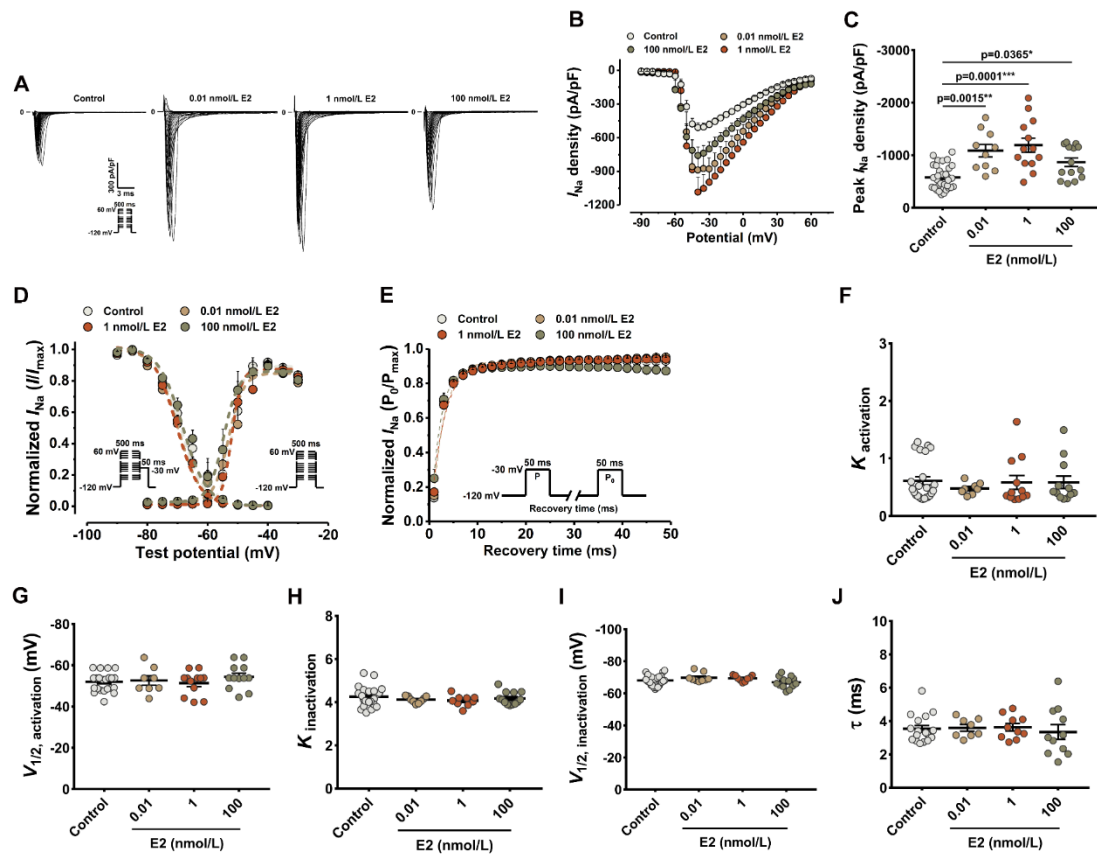 A
Control
0.01 nmol/L E2
1 nmol/L E2
100 nmol/L E2
0
0
0
0
300 pA/pF
3 ms
500 ms
60 mV
-120 mV
B
Control
0.01 nmol/L E2
100 nmol/L E2
1 nmol/L E2
INa density (pA/pF)
0
-300
-600
-900
-1200
-90
-60
-30
0
30
60
Potential (mV)
C
Peak INa density (pA/pF)
-3000
-2000
-1000
0
p=0.0365*
p=0.0001***
p=0.0015**
Control
0.01
1
100
E2 (nmol/L)
D
Control
0.01 nmol/L E2
1 nmol/L E2
100 nmol/L E2
Normalized INa (I/Imax)
1.0
0.8
0.6
0.4
0.2
0.0
500 ms
60 mV
50 ms
-30 mV
-120 mV
500 ms
60 mV
-120 mV
-100
-80
-60
-40
-20
Test potential (mV)
E
Control
0.01 nmol/L E2
1 nmol/L E2
100 nmol/L E2
Normalized INa (P0/Pmax)
1.0
0.8
0.6
0.4
0.2
0.0
50 ms
50 ms
-30 mV
P
P0
-120 mV
Recovery time (ms)
0
10
20
30
40
50
Recovery time (ms)
F
K activation
3
2
1
0
Control
0.01
1
100
E2 (nmol/L)
G
V1/2, activation (mV)
-80
-60
-40
-20
0
Control
0.01
1
100
E2 (nmol/L)
H
K inactivation
8
6
4
2
0
Control
0.01
1
100
E2 (nmol/L)
I
V1/2, inactivation (mV)
-100
-80
-60
-40
-20
0
Control
0.01
1
100
E2 (nmol/L)
J
τ (ms)
10
8
6
4
2
0
Control
0.01
1
100
E2 (nmol/L)